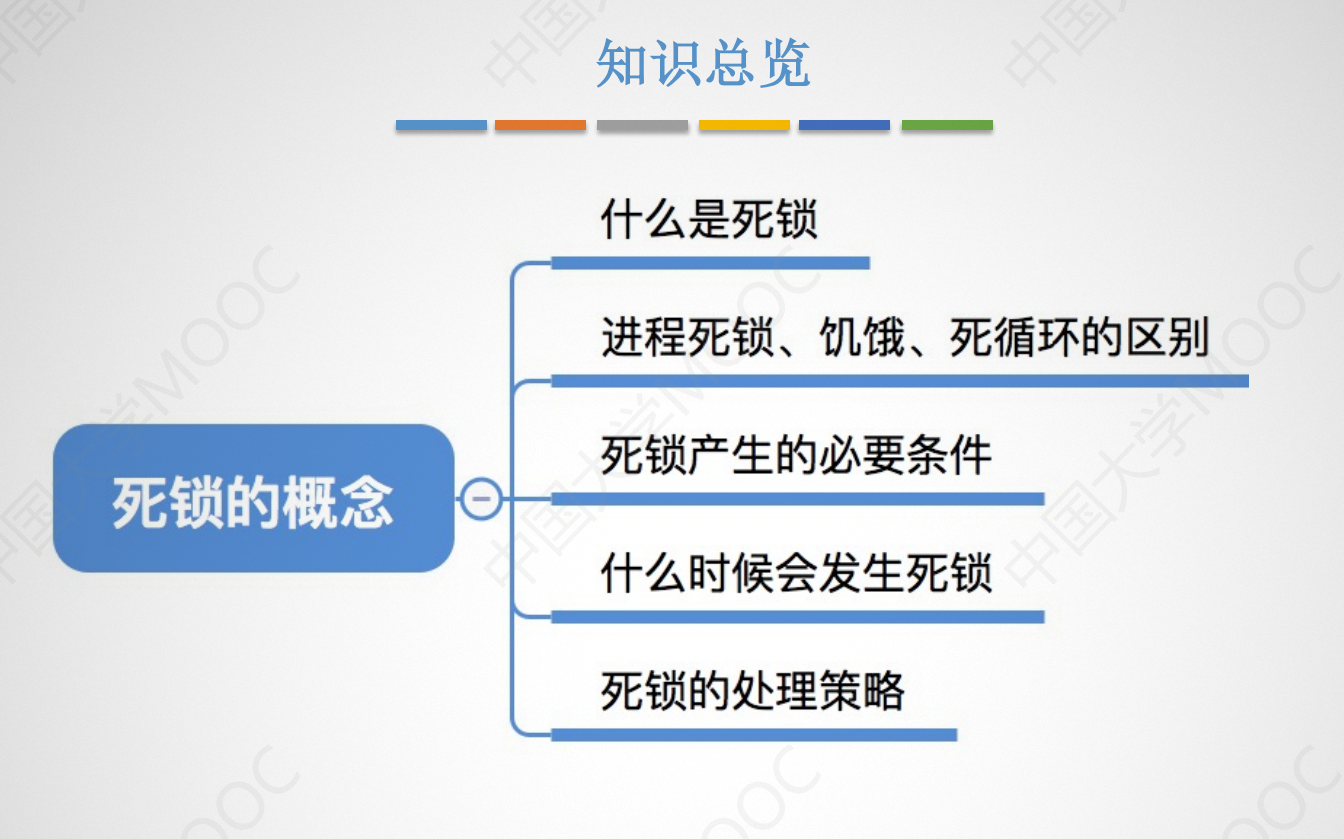 知识总览
什么是死锁
进程死锁、饥饿、死循环的区别
死锁产生的必要条件
死锁的概念
什么时候会发生死锁
死锁的处理策略
中国大学MOOC